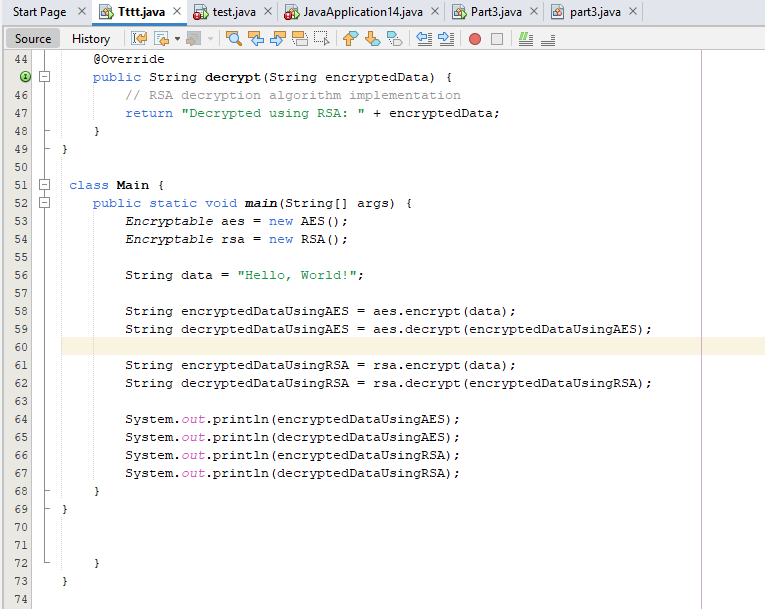 Start Page Tttt.java test.java JavaApplication14.java Part3.java part3.java
Source History
44 @Override
public String decrypt(String encryptedData) {
46 // RSA decryption algorithm implementation
47 return "Decrypted using RSA: " + encryptedData;
48 }
49 }
50
51 class Main {
52 public static void main(String[] args) {
53 Encryptable aes = new AES();
54 Encryptable rsa = new RSA();
55
56 String data = "Hello, World!";
57
58 String encryptedDataUsingAES = aes.encrypt(data);
59 String decryptedDataUsingAES = aes.decrypt(encryptedDataUsingAES);
60
61 String encryptedDataUsingRSA = rsa.encrypt(data);
62 String decryptedDataUsingRSA = rsa.decrypt(encryptedDataUsingRSA);
63
64 System.out.println(encryptedDataUsingAES);
65 System.out.println(decryptedDataUsingAES);
66 System.out.println(encryptedDataUsingRSA);
67 System.out.println(decryptedDataUsingRSA);
68 }
69 }
70
71
72 }
73 }
74